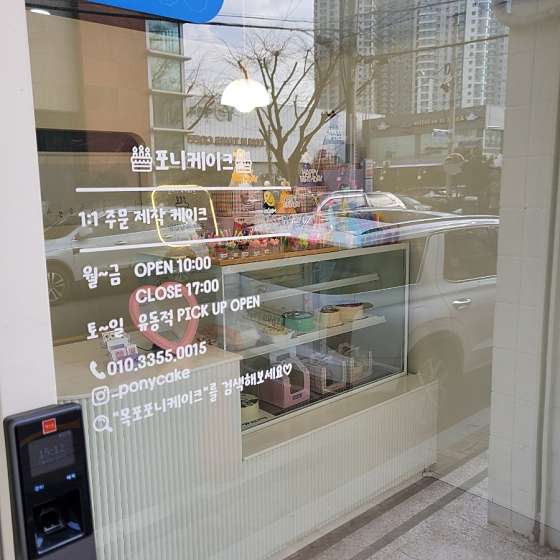 포니케이크
1:1 주문 제작 케이크
월~금 OPEN 10:00
CLOSE 17:00
토~일 유동적 PICK UP OPEN
010.3355.0015
_ponycake
"목포포니케이크"를 검색해보세요♡
15:12